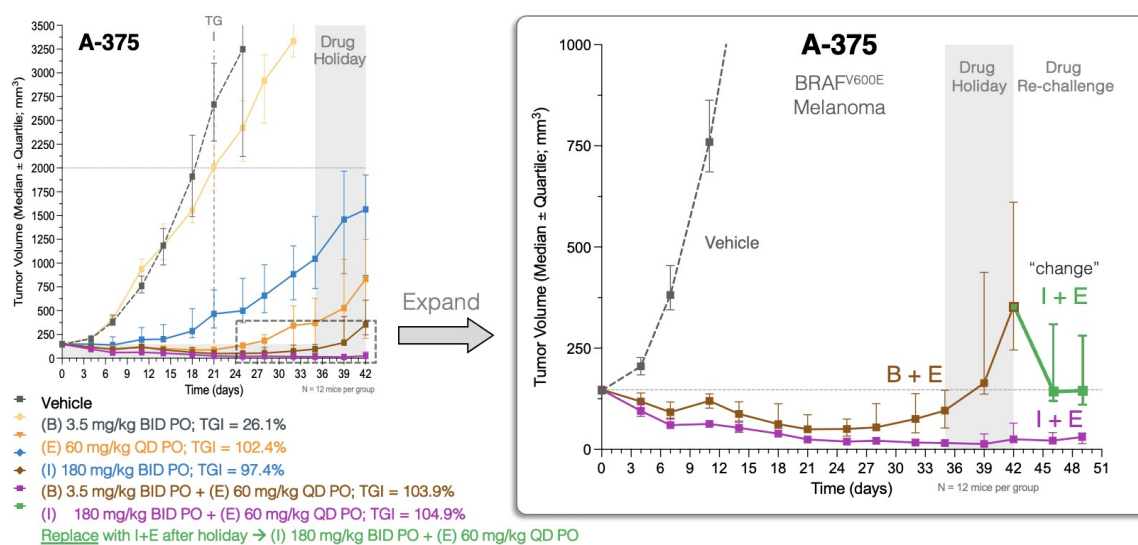 TG
A-375
Drug
Holiday
Tumor Volume (Median ± Quartile; mm³)
3500
3250
3000
2750
2500
2250
2000
1750
1500
1250
1000
750
500
250
0
0 3 6 9 12 15 18 21 24 27 30 33 36 39 42
Time (days)
N = 12 mice per group
Expand
Vehicle
(B) 3.5 mg/kg BID PO; TGI = 26.1%
(E) 60 mg/kg QD PO; TGI = 102.4%
(I) 180 mg/kg BID PO; TGI = 97.4%
(B) 3.5 mg/kg BID PO + (E) 60 mg/kg QD PO; TGI = 103.9%
(I) 180 mg/kg BID PO + (E) 60 mg/kg QD PO; TGI = 104.9%
Replace with I+E after holiday → (I) 180 mg/kg BID PO + (E) 60 mg/kg QD PO
A-375
BRAFV600E
Melanoma
Drug
Holiday
Drug
Re-challenge
Tumor Volume (Median ± Quartile; mm³)
1000
750
500
250
0
Vehicle
"change"
I + E
B + E
I + E
0 3 6 9 12 15 18 21 24 27 30 33 36 39 42 45 48 51
Time (days)
N = 12 mice per group